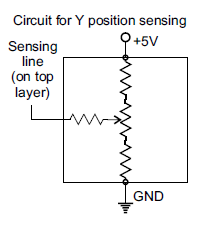 Circuit for Y position sensing
+5V
Sensing
line
(on top
layer)
GND